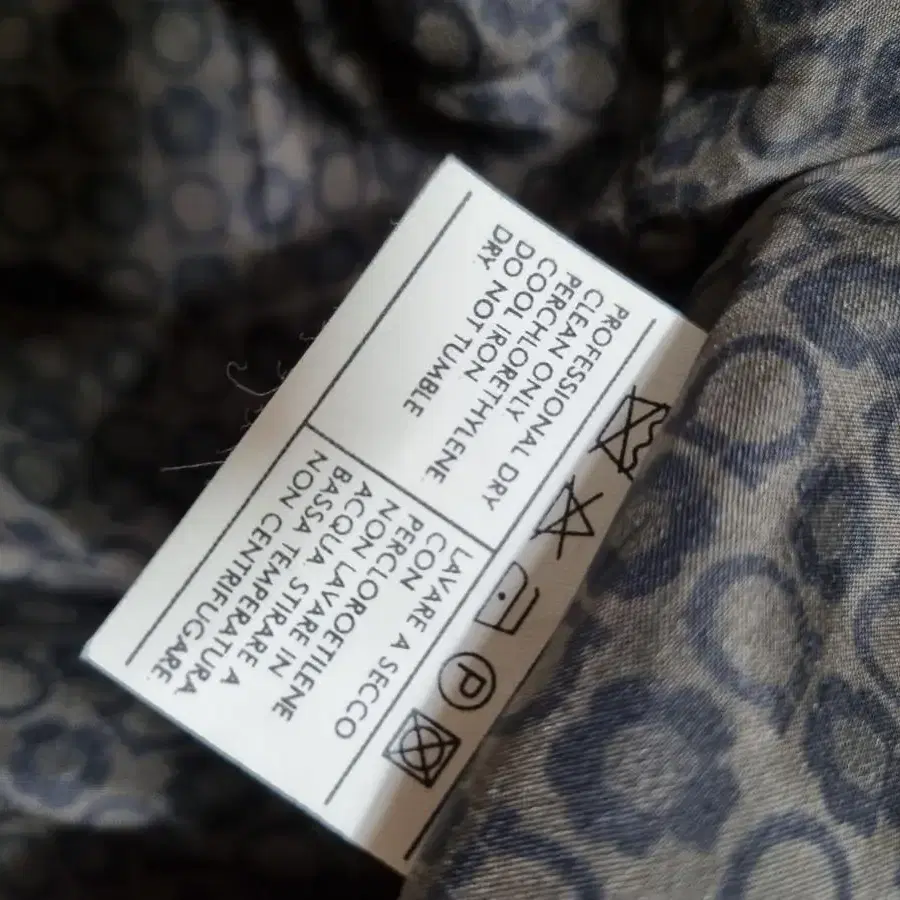 PROFESSIONAL DRY
CLEAN ONLY
PERCHLORETHYLENE.
COOL IRON
DO NOT TUMBLE
DRY.
LAVARE A SECCO
CON
PERCLOROETILENE
NON LAVARE IN
ACQUA STIRARE A
BASSA TEMPERATURA
NON CENTRIFUGARE.
P